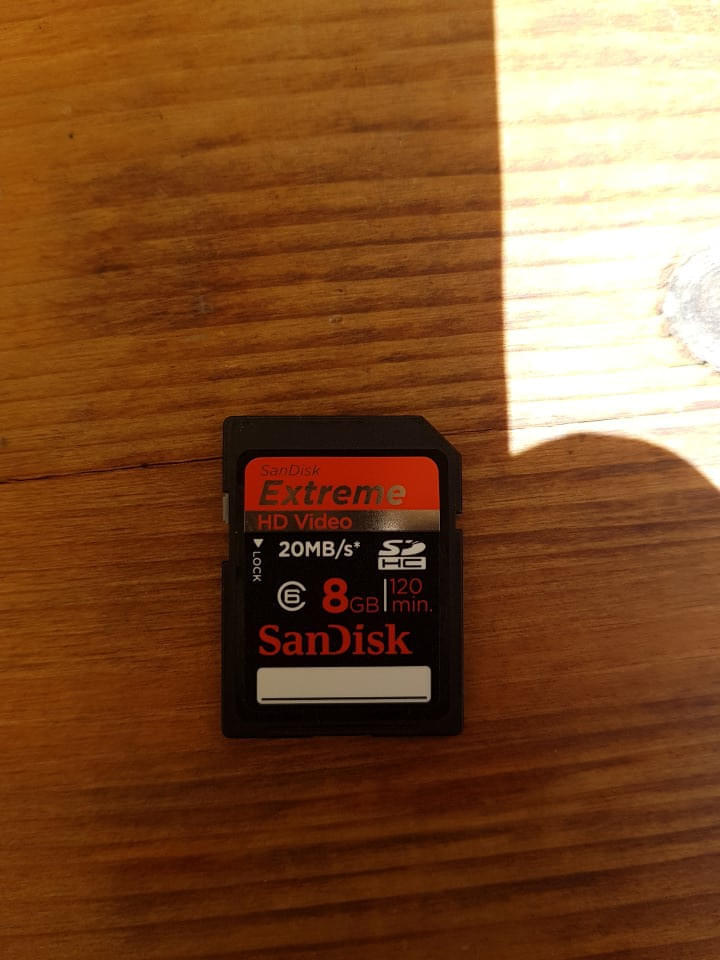 SanDisk
Extreme
HD Video
20MB/s*
SD
HC
LOCK
6
8GB
120
min.
SanDisk